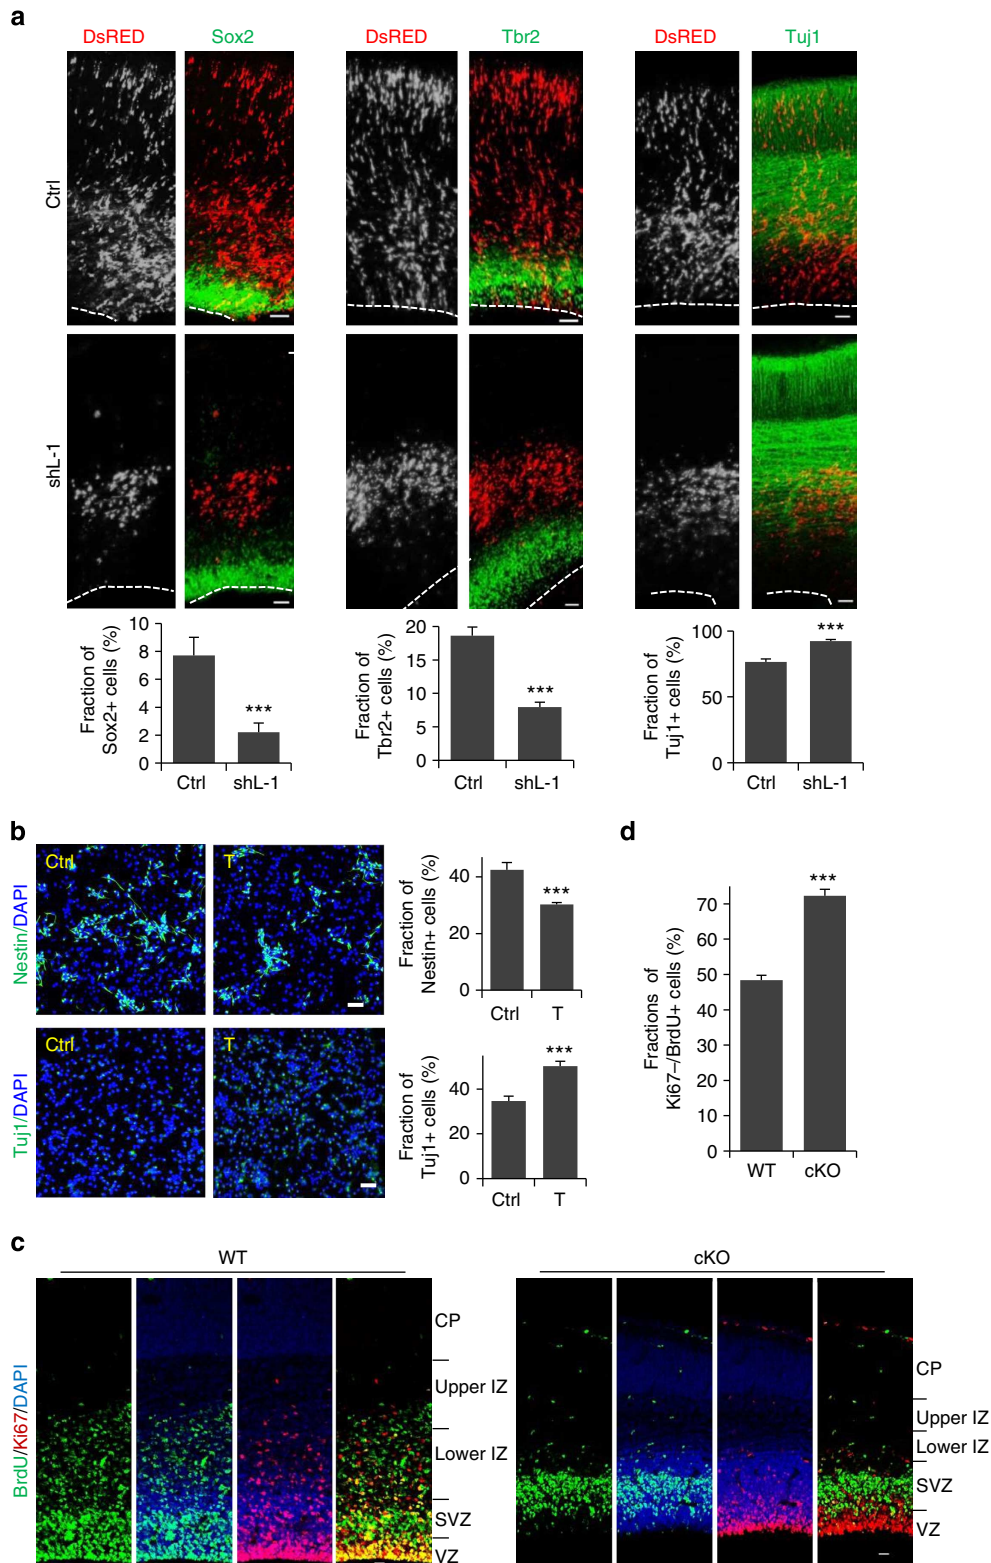 a
DsRED Sox2 DsRED Tbr2 DsRED Tuj1
Ctrl
shL-1
Fraction of
Sox2+ cells (%)
10
8
6
4
2
0
***
Ctrl shL-1
Fraction of
Tbr2+ cells (%)
20
15
10
5
0
***
Ctrl shL-1
Fraction of
Tuj1+ cells (%)
100
50
0
***
Ctrl shL-1
b
Nestin/DAPI
Ctrl T
Fraction of
Nestin+ cells (%)
40
20
0
***
Ctrl T
Tuj1/DAPI
Ctrl T
Fraction of
Tuj1+ cells (%)
40
20
0
***
Ctrl T
d
Fractions of
Ki67–/BrdU+ cells (%)
70
60
50
40
30
20
10
0
***
WT cKO
c
WT cKO
BrdU/Ki67/DAPI
CP
Upper IZ
Lower IZ
SVZ
VZ
CP
Upper IZ
Lower IZ
SVZ
VZ